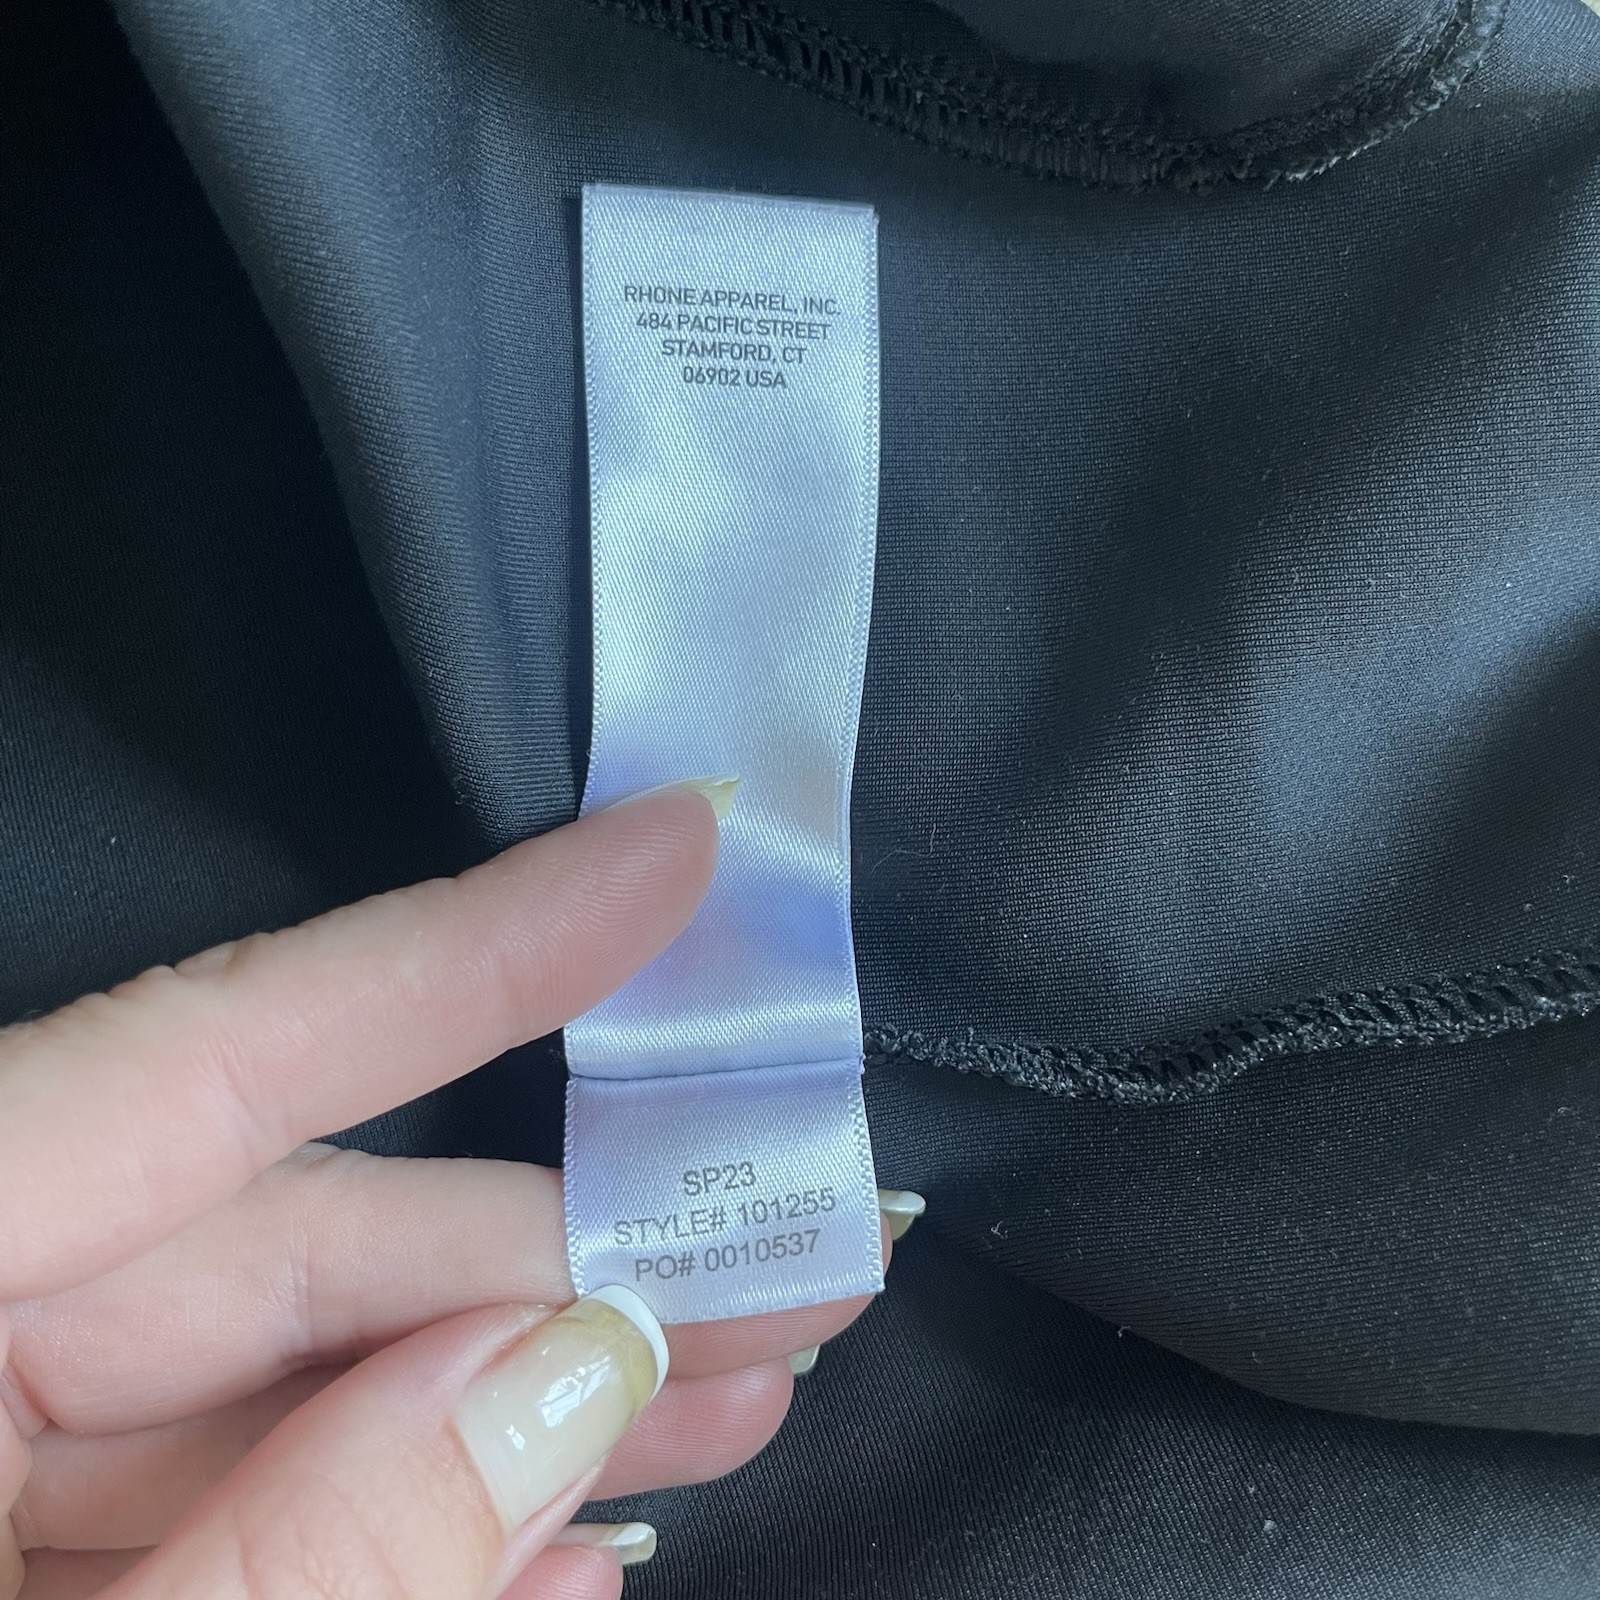 RHONE APPAREL, INC.
484 PACIFIC STREET
STAMFORD, CT
06902 USA
SP23
STYLE# 101255
PO# 0010537